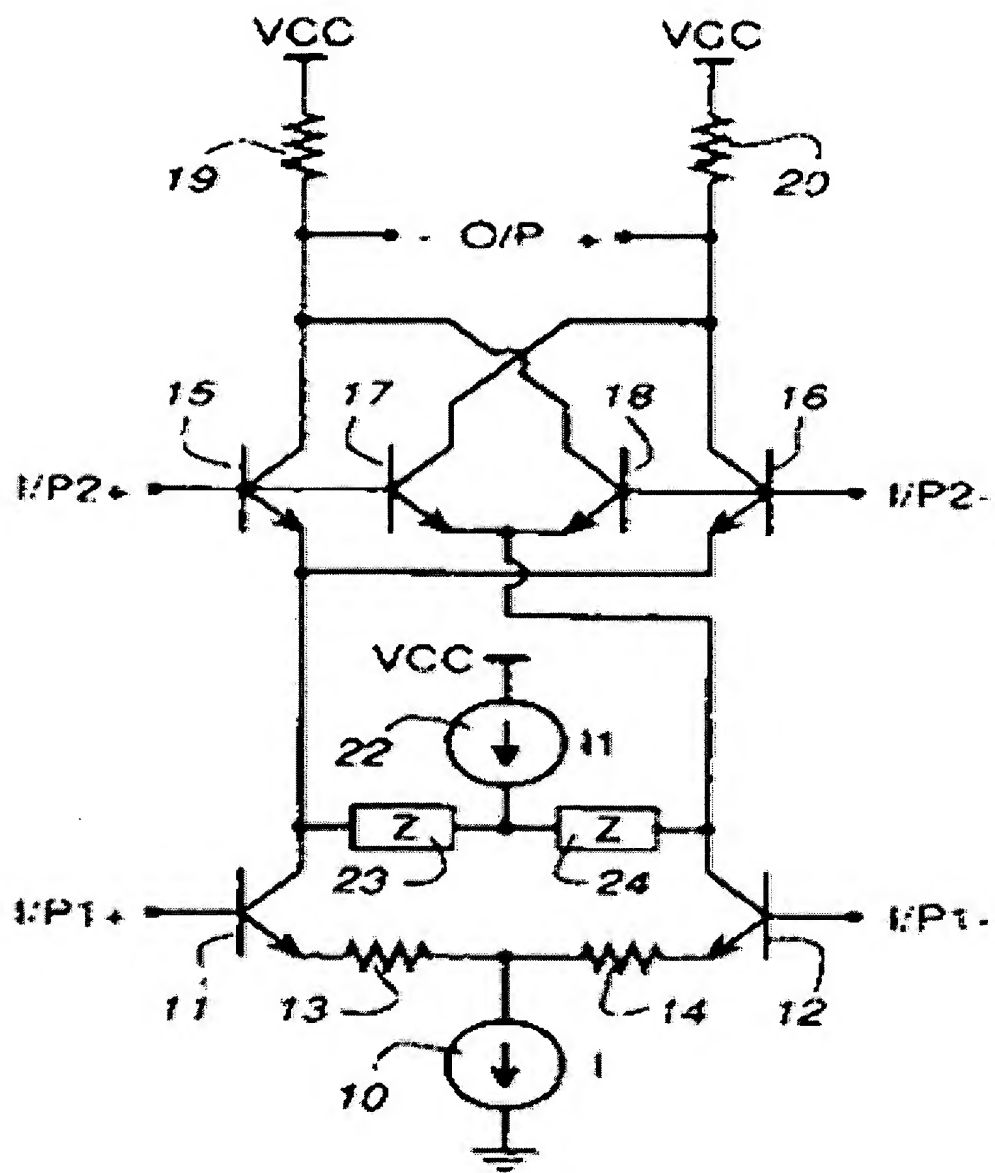 VCC VCC
19 20
- O/P +
15 17 18 16
I/P2+ I/P2-
VCC
22 I1
Z Z
23 24
I/P1+ I/P1-
11 13 14 12
10 I